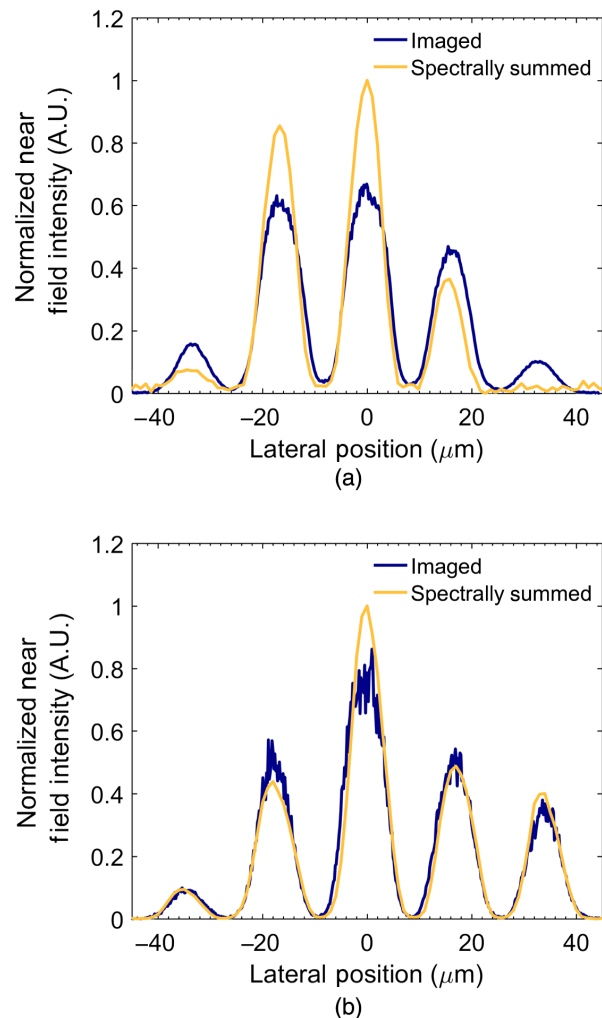 1.2
1
0.8
0.6
0.4
0.2
0
Normalized near
field intensity (A.U.)
Imaged
Spectrally summed
−40 −20 0 20 40
Lateral position (μm)
(a)
1.2
1
0.8
0.6
0.4
0.2
0
Normalized near
field intensity (A.U.)
Imaged
Spectrally summed
−40 −20 0 20 40
Lateral position (μm)
(b)